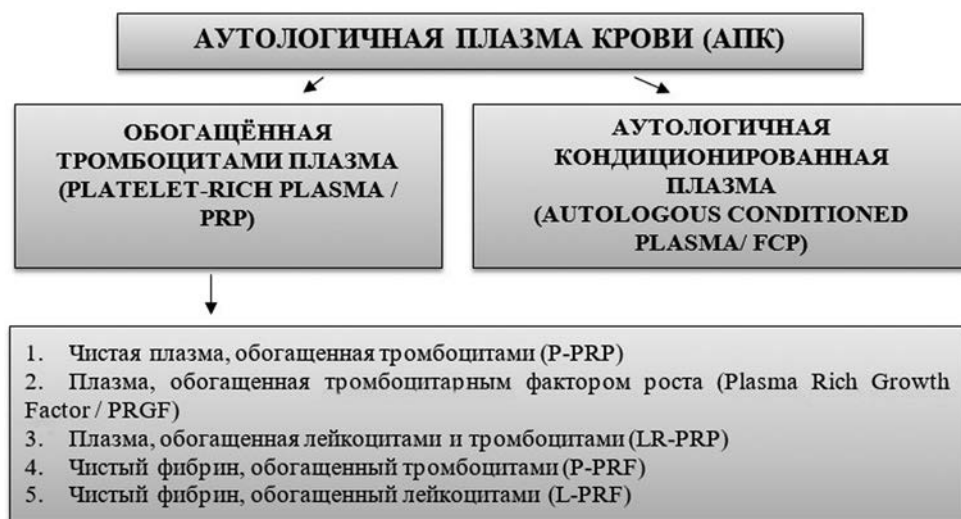 АУТОЛОГИЧНАЯ ПЛАЗМА КРОВИ (АПК)
ОБОГАЩЁННАЯ
ТРОМБОЦИТАМИ ПЛАЗМА
(PLATELET-RICH PLASMA /
PRP)
АУТОЛОГИЧНАЯ
КОНДИЦИОНИРОВАННАЯ
ПЛАЗМА
(AUTOLOGOUS CONDITIONED
PLASMA/ FCP)
1. Чистая плазма, обогащенная тромбоцитами (P-PRP)
2. Плазма, обогащенная тромбоцитарным фактором роста (Plasma Rich Growth
Factor / PRGF)
3. Плазма, обогащенная лейкоцитами и тромбоцитами (LR-PRP)
4. Чистый фибрин, обогащенный тромбоцитами (P-PRF)
5. Чистый фибрин, обогащенный лейкоцитами (L-PRF)